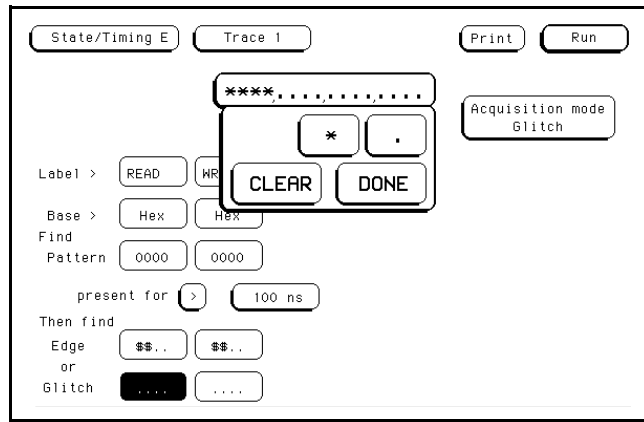 State/Timing E Trace 1 Print Run
****,....,....,....
Acquisition mode
Glitch
* .
Label > READ WR
CLEAR DONE
Base > Hex Hex
Find
Pattern 0000 0000
present for > 100 ns
Then find
Edge $$.. $$..
or
Glitch .... ....